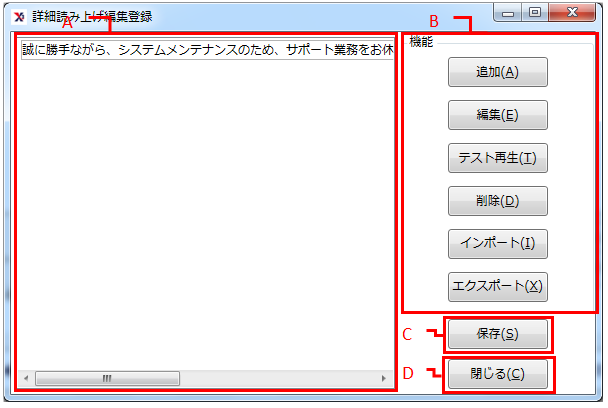 詳細読み上げ編集登録
A
B
誠に勝手ながら、システムメンテナンスのため、サポート業務をお休
機能
追加(A)
編集(E)
テスト再生(T)
削除(D)
インポート(I)
エクスポート(X)
C
保存(S)
D
閉じる(C)